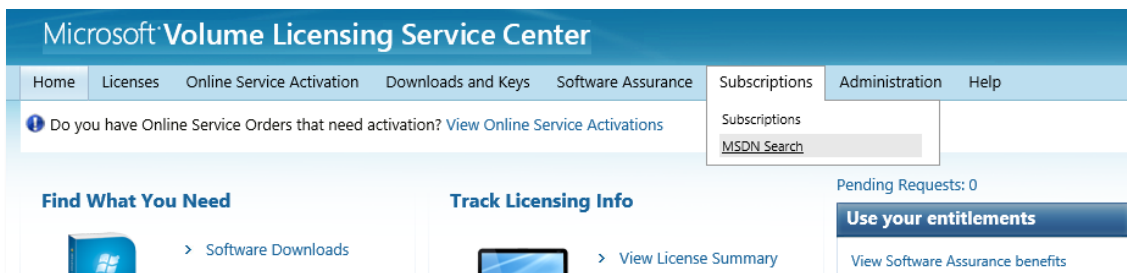 Microsoft Volume Licensing Service Center
Home Licenses Online Service Activation Downloads and Keys Software Assurance Subscriptions Administration Help
Do you have Online Service Orders that need activation? View Online Service Activations
Subscriptions
MSDN Search
Pending Requests: 0
Find What You Need
Track Licensing Info
Use your entitlements
> Software Downloads
> View License Summary
View Software Assurance benefits